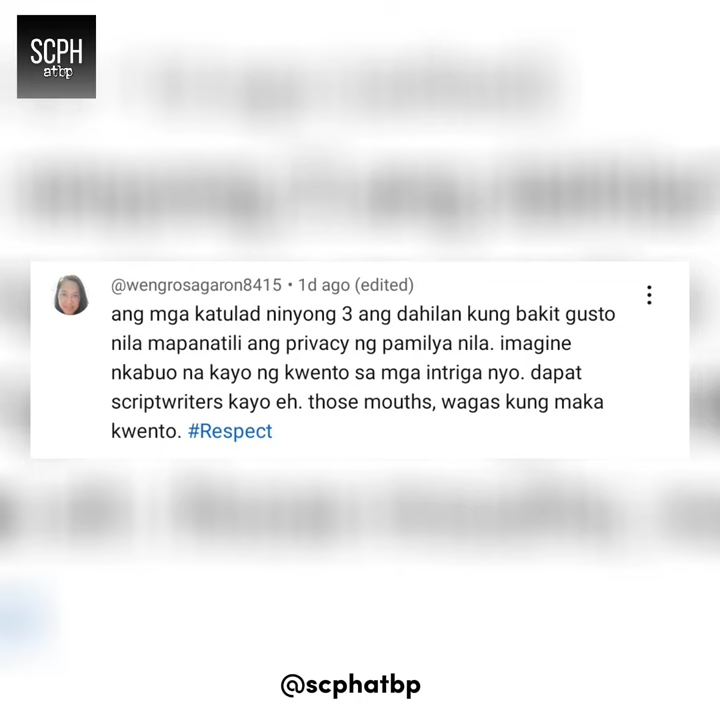 SCPH
atbp
@wengrosagaron8415 • 1d ago (edited)
ang mga katulad ninyong 3 ang dahilan kung bakit gusto
nila mapanatili ang privacy ng pamilya nila. imagine
nkabuo na kayo ng kwento sa mga intriga nyo. dapat
scriptwriters kayo eh. those mouths, wagas kung maka
kwento. #Respect
@scphatbp